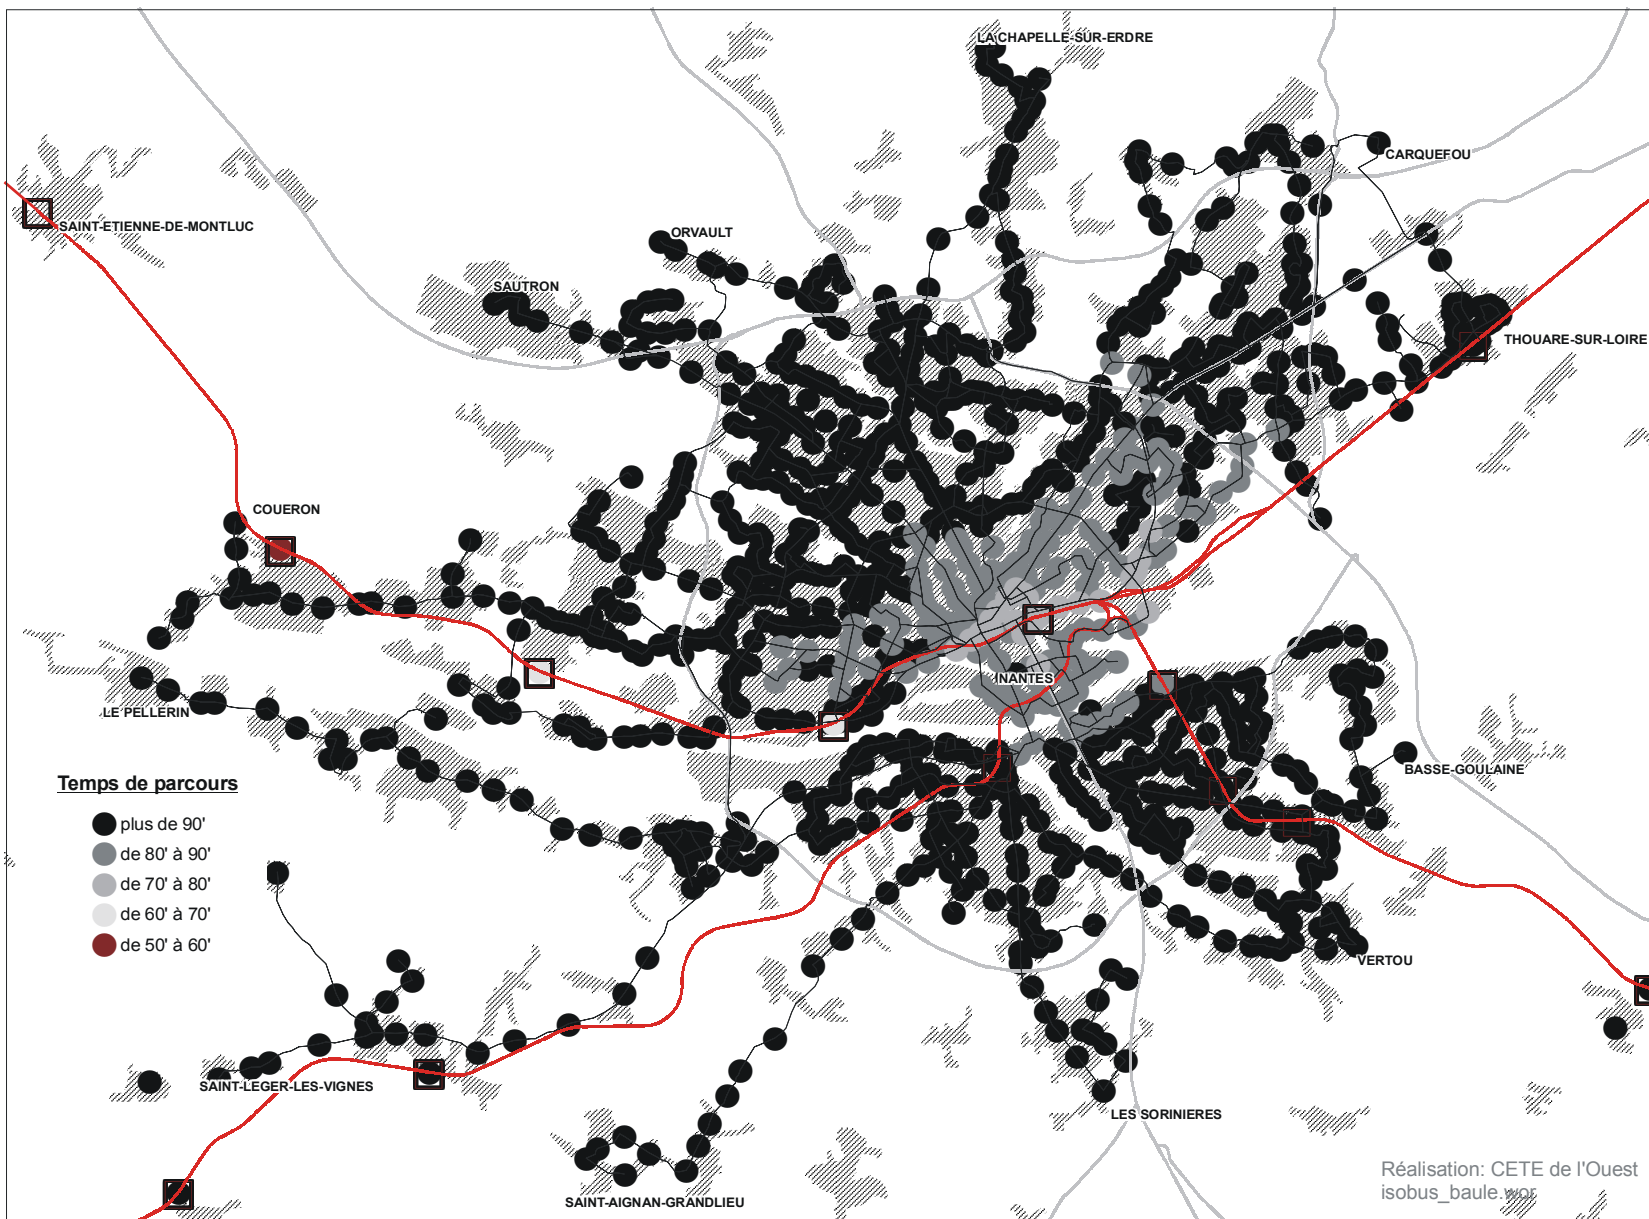 LA CHAPELLE-SUR-ERDRE
CARQUEFOU
SAINT-ETIENNE-DE-MONTLUC
ORVAULT
SAUTRON
THOUARE-SUR-LOIRE
COUERON
NANTES
LE PELLERIN
BASSE-GOULAINE
Temps de parcours
plus de 90'
de 80' à 90'
de 70' à 80'
de 60' à 70'
de 50' à 60'
VERTOU
SAINT-LEGER-LES-VIGNES
LES SORINIERES
SAINT-AIGNAN-GRANDLIEU
Réalisation: CETE de l'Ouest
isobus_baule.wor